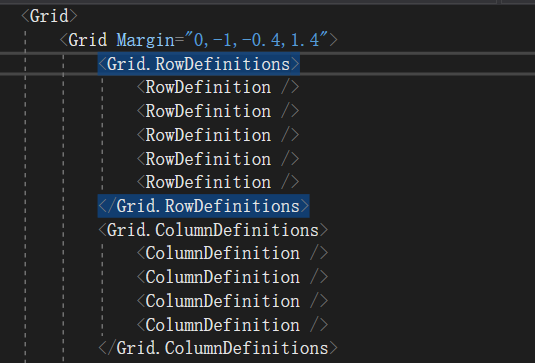 <Grid>
<Grid Margin="0,-1,-0.4,1.4">
<Grid.RowDefinitions>
<RowDefinition />
<RowDefinition />
<RowDefinition />
<RowDefinition />
<RowDefinition />
</Grid.RowDefinitions>
<Grid.ColumnDefinitions>
<ColumnDefinition />
<ColumnDefinition />
<ColumnDefinition />
<ColumnDefinition />
</Grid.ColumnDefinitions>